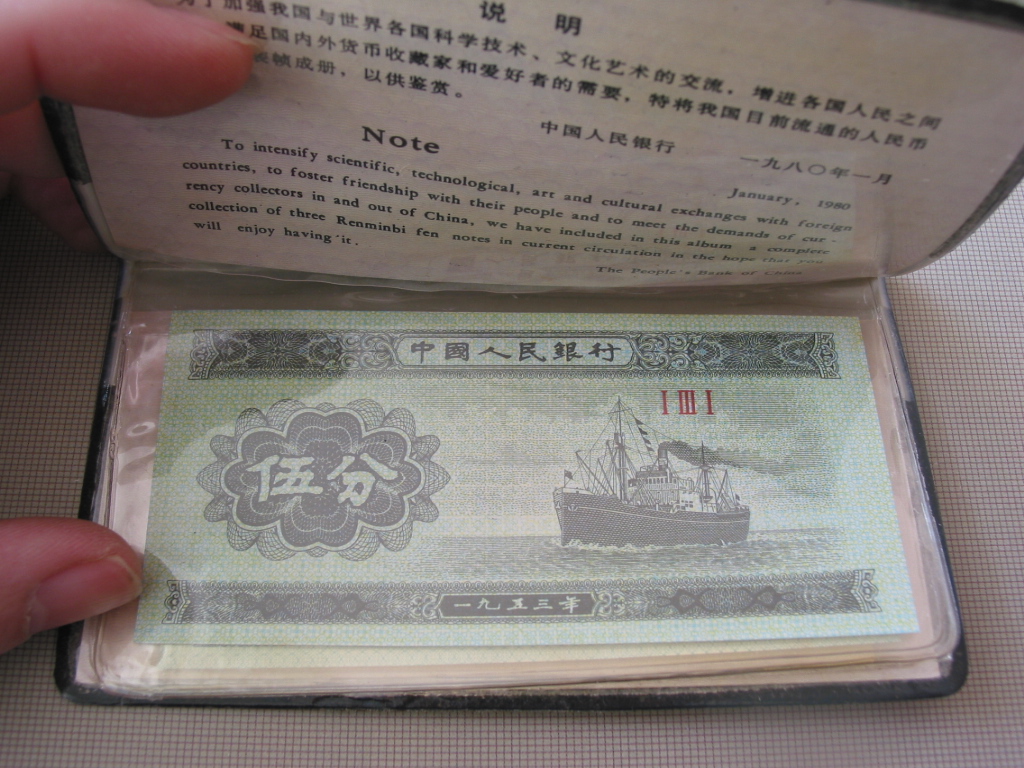 说 明
为了加强我国与世界各国科学技术、文化艺术的交流，增进各国人民之间
满足国内外货币收藏家和爱好者的需要，特将我国目前流通的人民币
装帧成册，以供鉴赏。
中国人民银行
一九八〇年一月
Note
January, 1980
To intensify scientific, technological, art and cultural exchanges with foreign
countries, to foster friendship with their people and to meet the demands of cur-
rency collectors in and out of China, we have included in this album a complete
collection of three Renminbi fen notes in current circulation in the hope that you
will enjoy having it.
The People's Bank of China
中國人民銀行
I III I
伍分
一九五三年